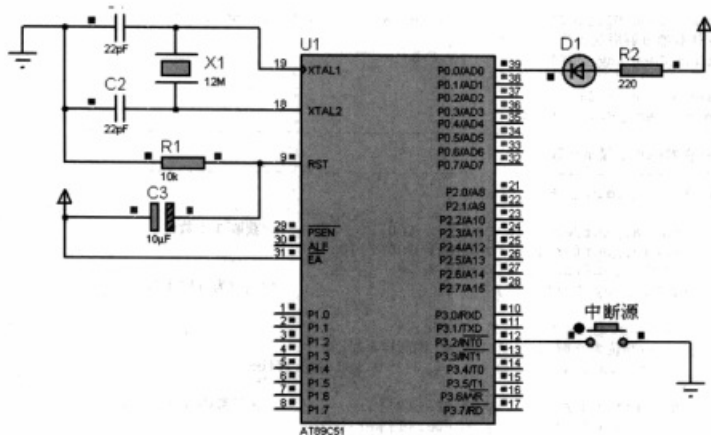 22pF
C2
22pF
X1
12M
R1
10k
C3
10μF
U1
19
XTAL1
18
XTAL2
9
RST
29
PSEN
30
ALE
31
EA
1
P1.0
2
P1.1
3
P1.2
4
P1.3
5
P1.4
6
P1.5
7
P1.6
8
P1.7
P0.0/AD0
39
P0.1/AD1
38
P0.2/AD2
37
P0.3/AD3
36
P0.4/AD4
35
P0.5/AD5
34
P0.6/AD6
33
P0.7/AD7
32
P2.0/A8
21
P2.1/A9
22
P2.2/A10
23
P2.3/A11
24
P2.4/A12
25
P2.5/A13
26
P2.6/A14
27
P2.7/A15
28
P3.0/RXD
10
P3.1/TXD
11
P3.2/INT0
12
P3.3/INT1
13
P3.4/T0
14
P3.5/T1
15
P3.6/WR
16
P3.7/RD
17
AT89C51
D1
R2
220
中断源